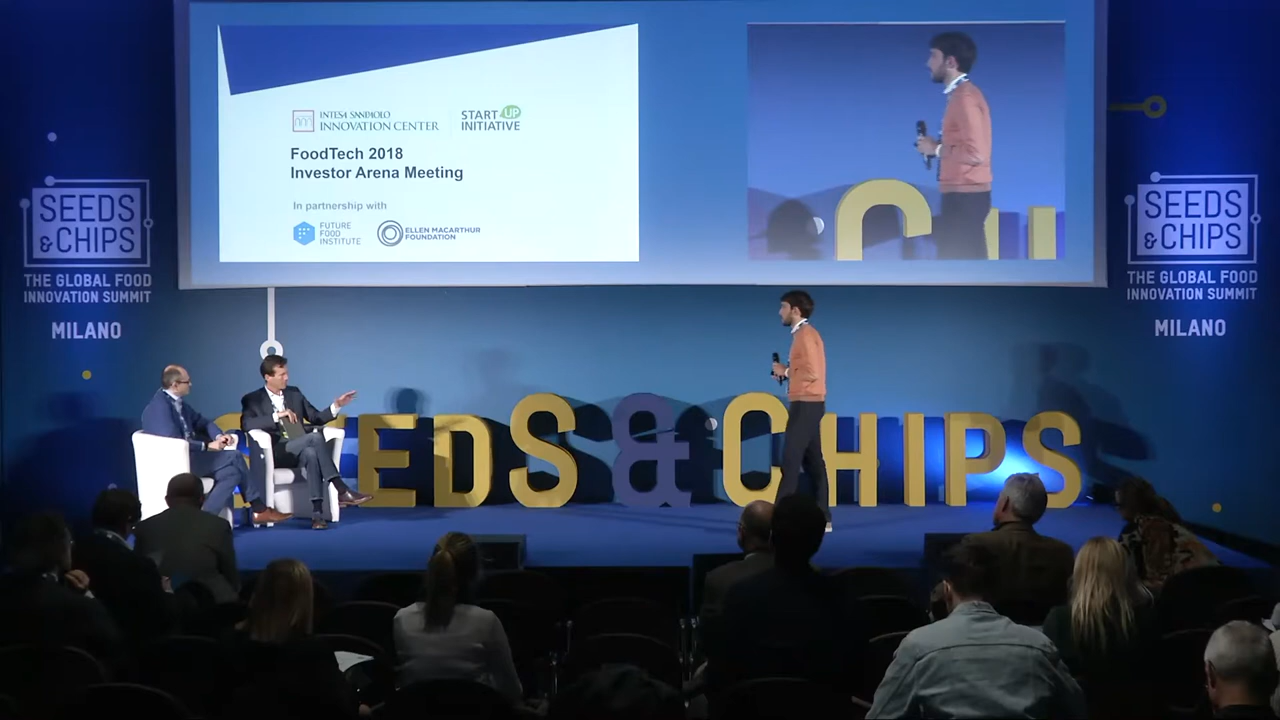 INTESA SANPAOLO
INNOVATION CENTER
START UP
INITIATIVE
FoodTech 2018
Investor Arena Meeting
In partnership with
FUTURE
FOOD
INSTITUTE
ELLEN MACARTHUR
FOUNDATION
SEEDS
&CHIPS
THE GLOBAL FOOD
INNOVATION SUMMIT
MILANO
SEEDS
&CHIPS
THE GLOBAL FOOD
INNOVATION SUMMIT
MILANO
SEEDS & CHIPS